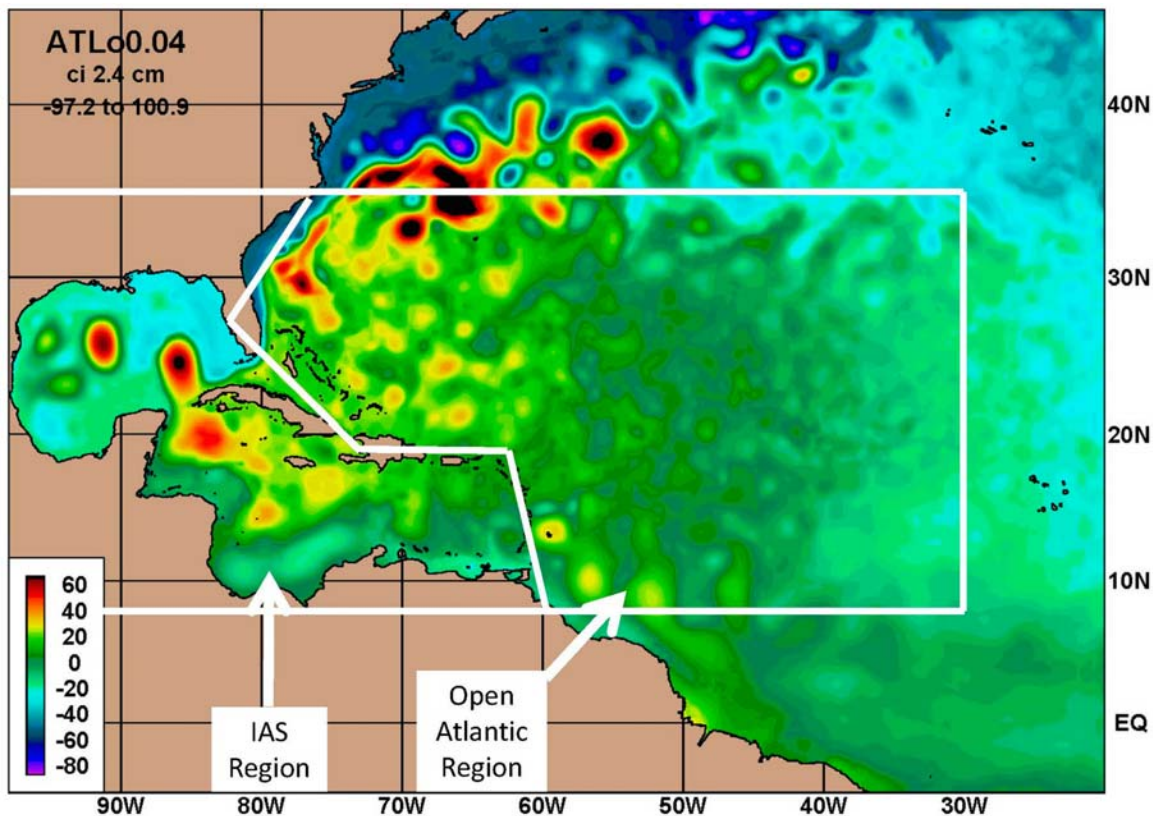 ATLo0.04
ci 2.4 cm
-97.2 to 100.9
40N
30N
20N
10N
EQ
60
40
20
0
-20
-40
-60
-80
IAS
Region
Open
Atlantic
Region
90W 80W 70W 60W 50W 40W 30W